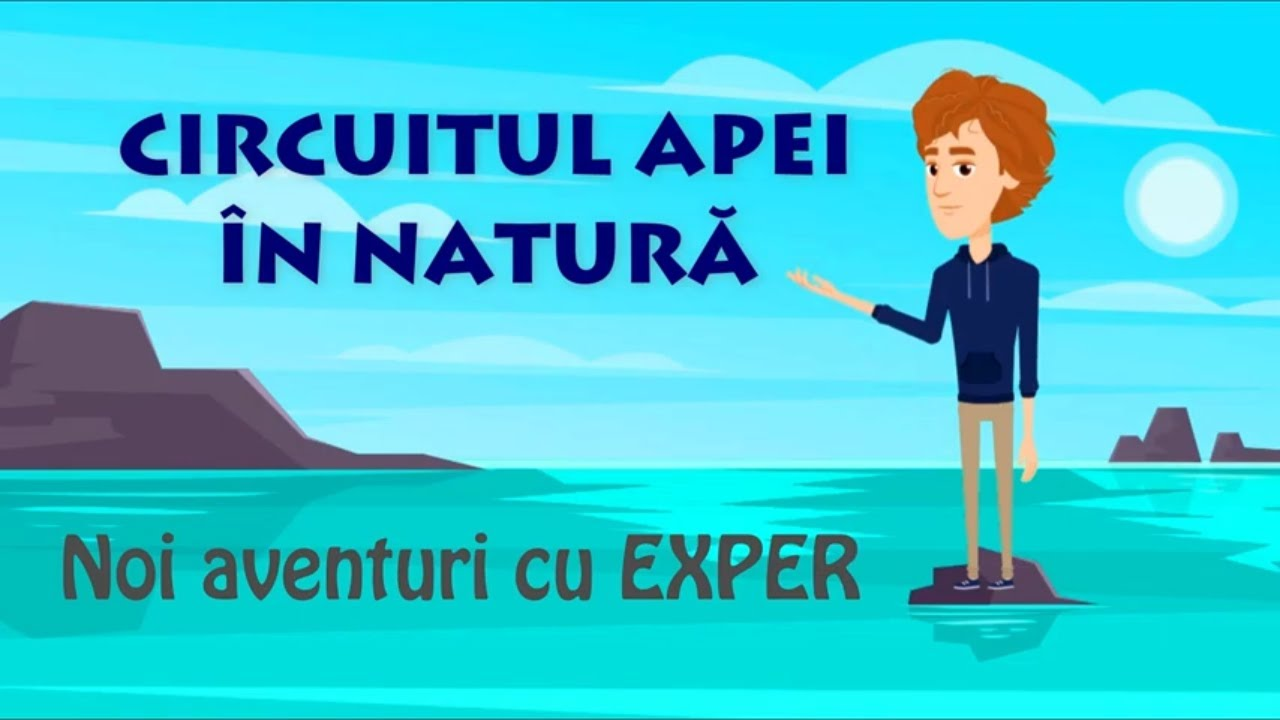 CIRCUITUL APEI
ÎN NATURĂ
Noi aventuri cu EXPER